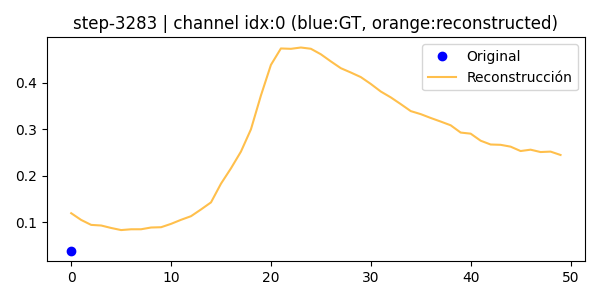 step-3283 | channel idx:0 (blue:GT, orange:reconstructed)
Original
Reconstrucción
0.4
0.3
0.2
0.1
0 10 20 30 40 50